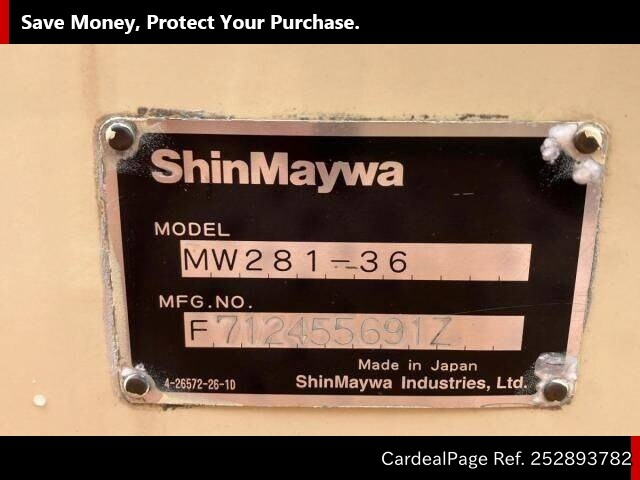 Save Money, Protect Your Purchase.
ShinMaywa
MODEL
MW281-36
MFG.NO.
F712455691Z
Made in Japan
4-26572-26-1D ShinMaywa Industries, Ltd.
CardealPage Ref. 252893782